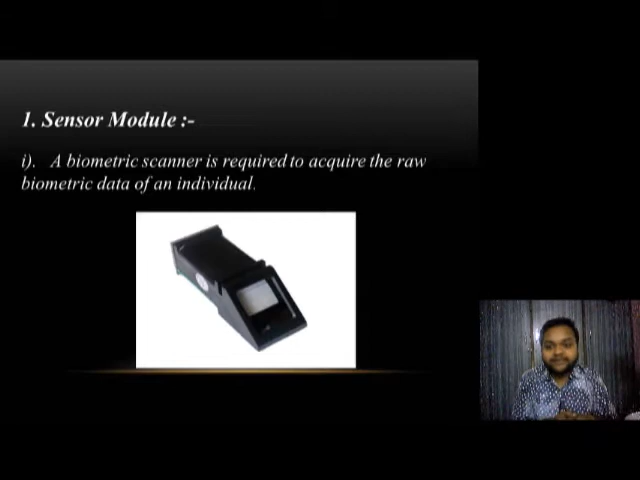 1. Sensor Module :-
i). A biometric scanner is required to acquire the raw
biometric data of an individual.